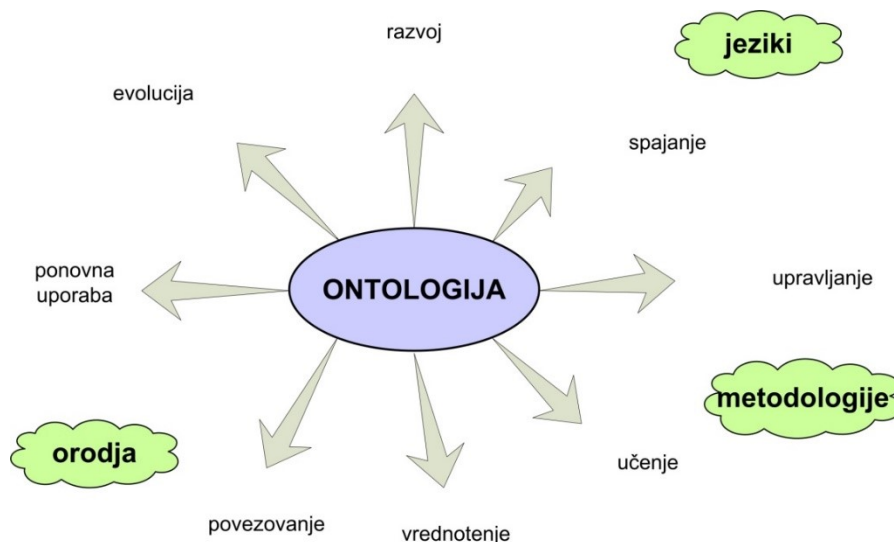 razvoj
jeziki
evolucija
spajanje
ponovna
uporaba
ONTOLOGIJA
upravljanje
metodologije
orodja
učenje
povezovanje
vrednotenje